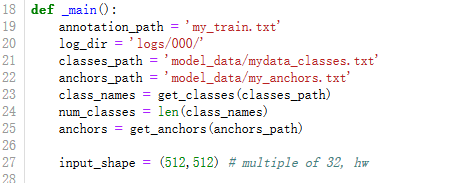 18 def _main():
19     annotation_path = 'my_train.txt'
20     log_dir = 'logs/000/'
21     classes_path = 'model_data/mydata_classes.txt'
22     anchors_path = 'model_data/my_anchors.txt'
23     class_names = get_classes(classes_path)
24     num_classes = len(class_names)
25     anchors = get_anchors(anchors_path)
26
27     input_shape = (512,512) # multiple of 32, hw
28